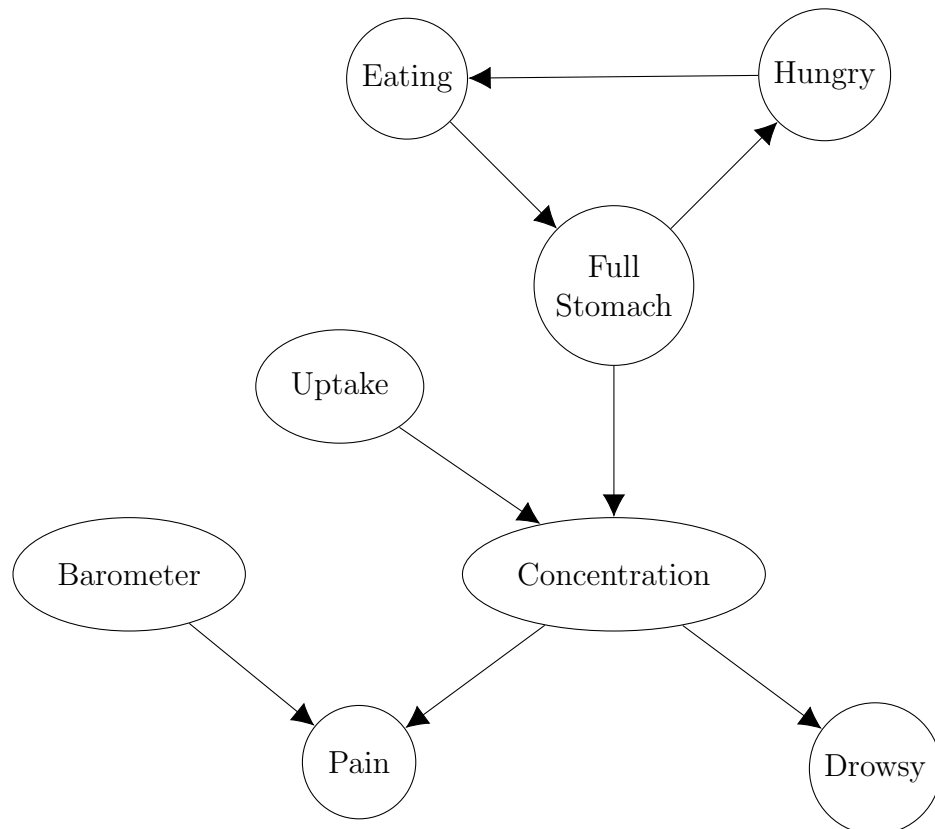 Eating
Hungry
Full
Stomach
Uptake
Barometer
Concentration
Pain
Drowsy